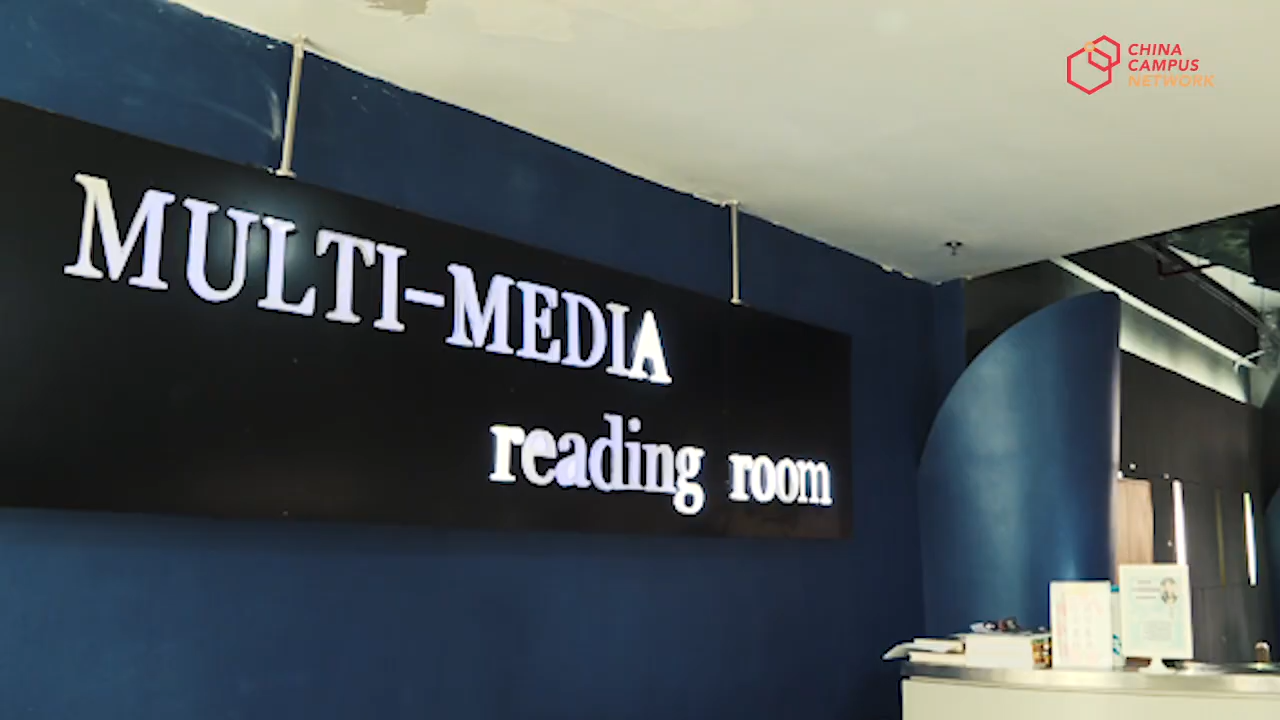 CHINA
CAMPUS
NETWORK
MULTI-MEDIA
reading room